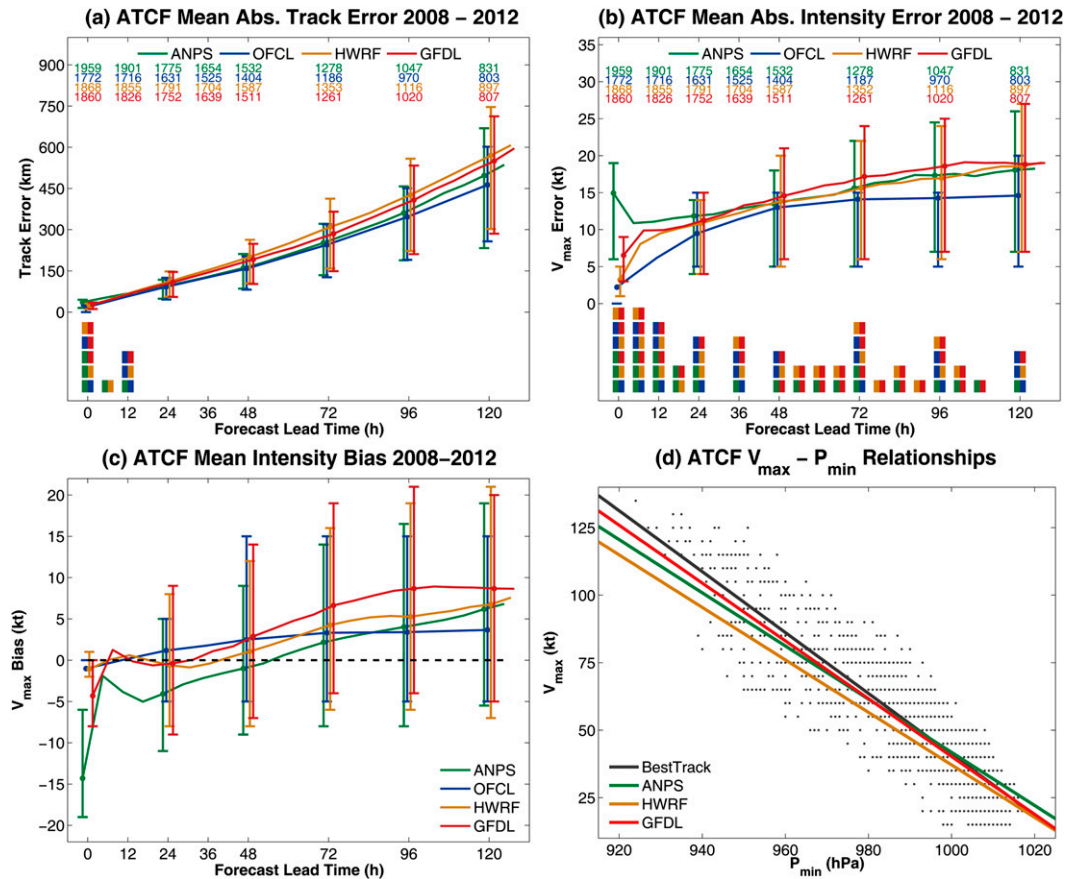 (a) ATCF Mean Abs. Track Error 2008 – 2012
ANPS OFCL HWRF GFDL
1959 1901 1775 1654 1532 1278 1047 831
1772 1716 1631 1525 1404 1186 970 803
1868 1855 1791 1704 1587 1353 1116 897
1860 1826 1752 1639 1511 1261 1020 807
900
750
600
450
300
150
0
Track Error (km)
0 12 24 36 48 72 96 120
Forecast Lead Time (h)
(b) ATCF Mean Abs. Intensity Error 2008 – 2012
ANPS OFCL HWRF GFDL
1959 1901 1775 1654 1532 1278 1047 831
1772 1716 1631 1525 1404 1186 970 803
1868 1855 1791 1704 1587 1352 1116 897
1860 1826 1752 1639 1511 1261 1020 807
35
30
25
20
15
10
5
0
Vmax Error (kt)
0 12 24 36 48 72 96 120
Forecast Lead Time (h)
(c) ATCF Mean Intensity Bias 2008–2012
20
15
10
5
0
−5
−10
−15
−20
Vmax Bias (kt)
ANPS
OFCL
HWRF
GFDL
0 12 24 36 48 72 96 120
Forecast Lead Time (h)
(d) ATCF Vmax – Pmin Relationships
125
100
75
50
25
Vmax (kt)
BestTrack
ANPS
HWRF
GFDL
920 940 960 980 1000 1020
Pmin (hPa)